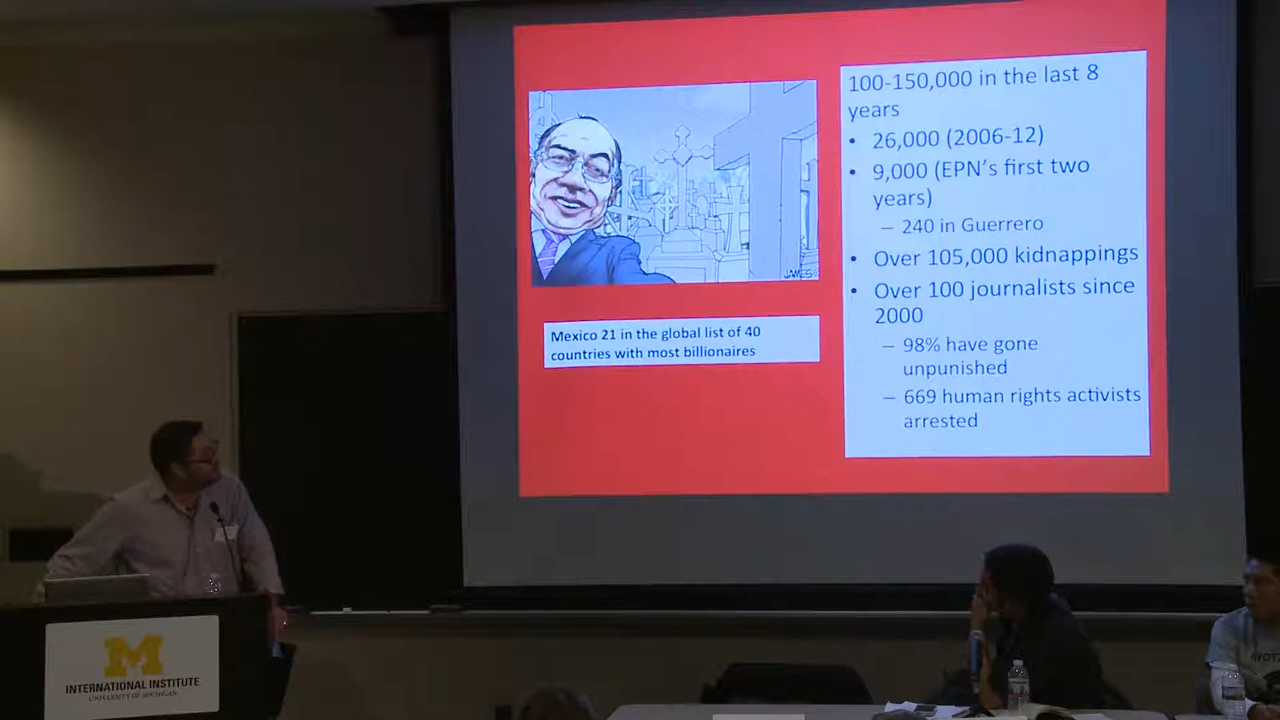 100-150,000 in the last 8
years
• 26,000 (2006-12)
• 9,000 (EPN's first two
years)
– 240 in Guerrero
• Over 105,000 kidnappings
• Over 100 journalists since
2000
– 98% have gone
unpunished
– 669 human rights activists
arrested
JAMES
Mexico 21 in the global list of 40
countries with most billionaires
M
INTERNATIONAL INSTITUTE
UNIVERSITY OF MICHIGAN